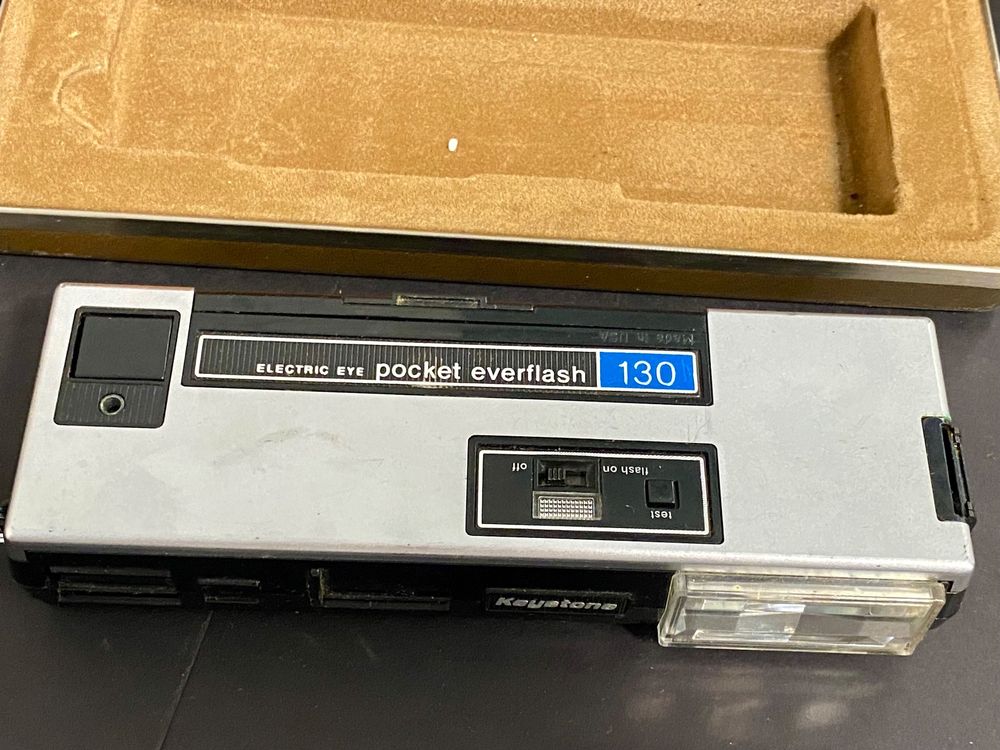 Made in USA
ELECTRIC EYE pocket everflash 130
off flash on
test
Keystone